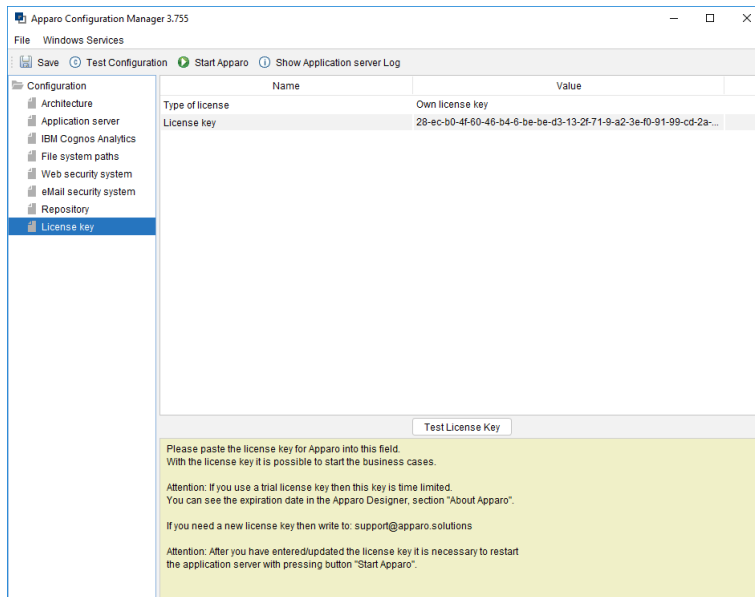 Apparo Configuration Manager 3.755
File Windows Services
Save Test Configuration Start Apparo Show Application server Log
Configuration
Architecture
Application server
IBM Cognos Analytics
File system paths
Web security system
eMail security system
Repository
License key
Name Value
Type of license Own license key
License key 28-ec-b0-4f-60-46-b4-6-be-be-d3-13-2f-71-9-a2-3e-f0-91-99-cd-2a-...
Test License Key
Please paste the license key for Apparo into this field.
With the license key it is possible to start the business cases.
Attention: If you use a trial license key then this key is time limited.
You can see the expiration date in the Apparo Designer, section "About Apparo".
If you need a new license key then write to: support@apparo.solutions
Attention: After you have entered/updated the license key it is necessary to restart
the application server with pressing button "Start Apparo".